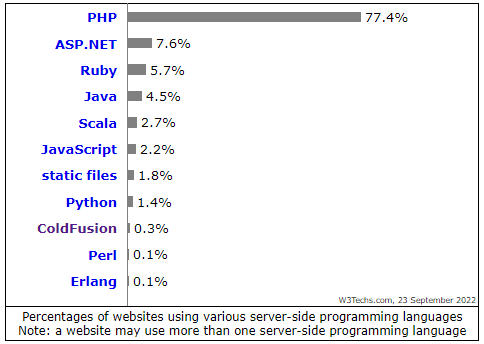 PHP 77.4%
ASP.NET 7.6%
Ruby 5.7%
Java 4.5%
Scala 2.7%
JavaScript 2.2%
static files 1.8%
Python 1.4%
ColdFusion 0.3%
Perl 0.1%
Erlang 0.1%
W3Techs.com, 23 September 2022
Percentages of websites using various server-side programming languages
Note: a website may use more than one server-side programming language